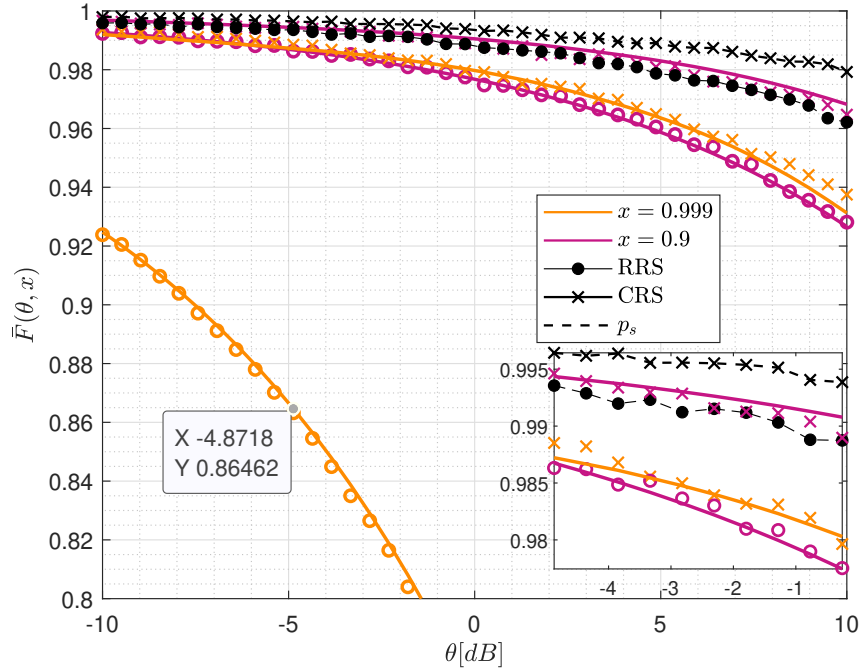 1
0.98
0.96
0.94
0.92
0.9
0.88
0.86
0.84
0.82
0.8
F̄(θ, x)
-10
-5
0
5
10
θ[dB]
X -4.8718
Y 0.86462
x = 0.999
x = 0.9
RRS
CRS
p_s
0.995
0.99
0.985
0.98
-4
-3
-2
-1